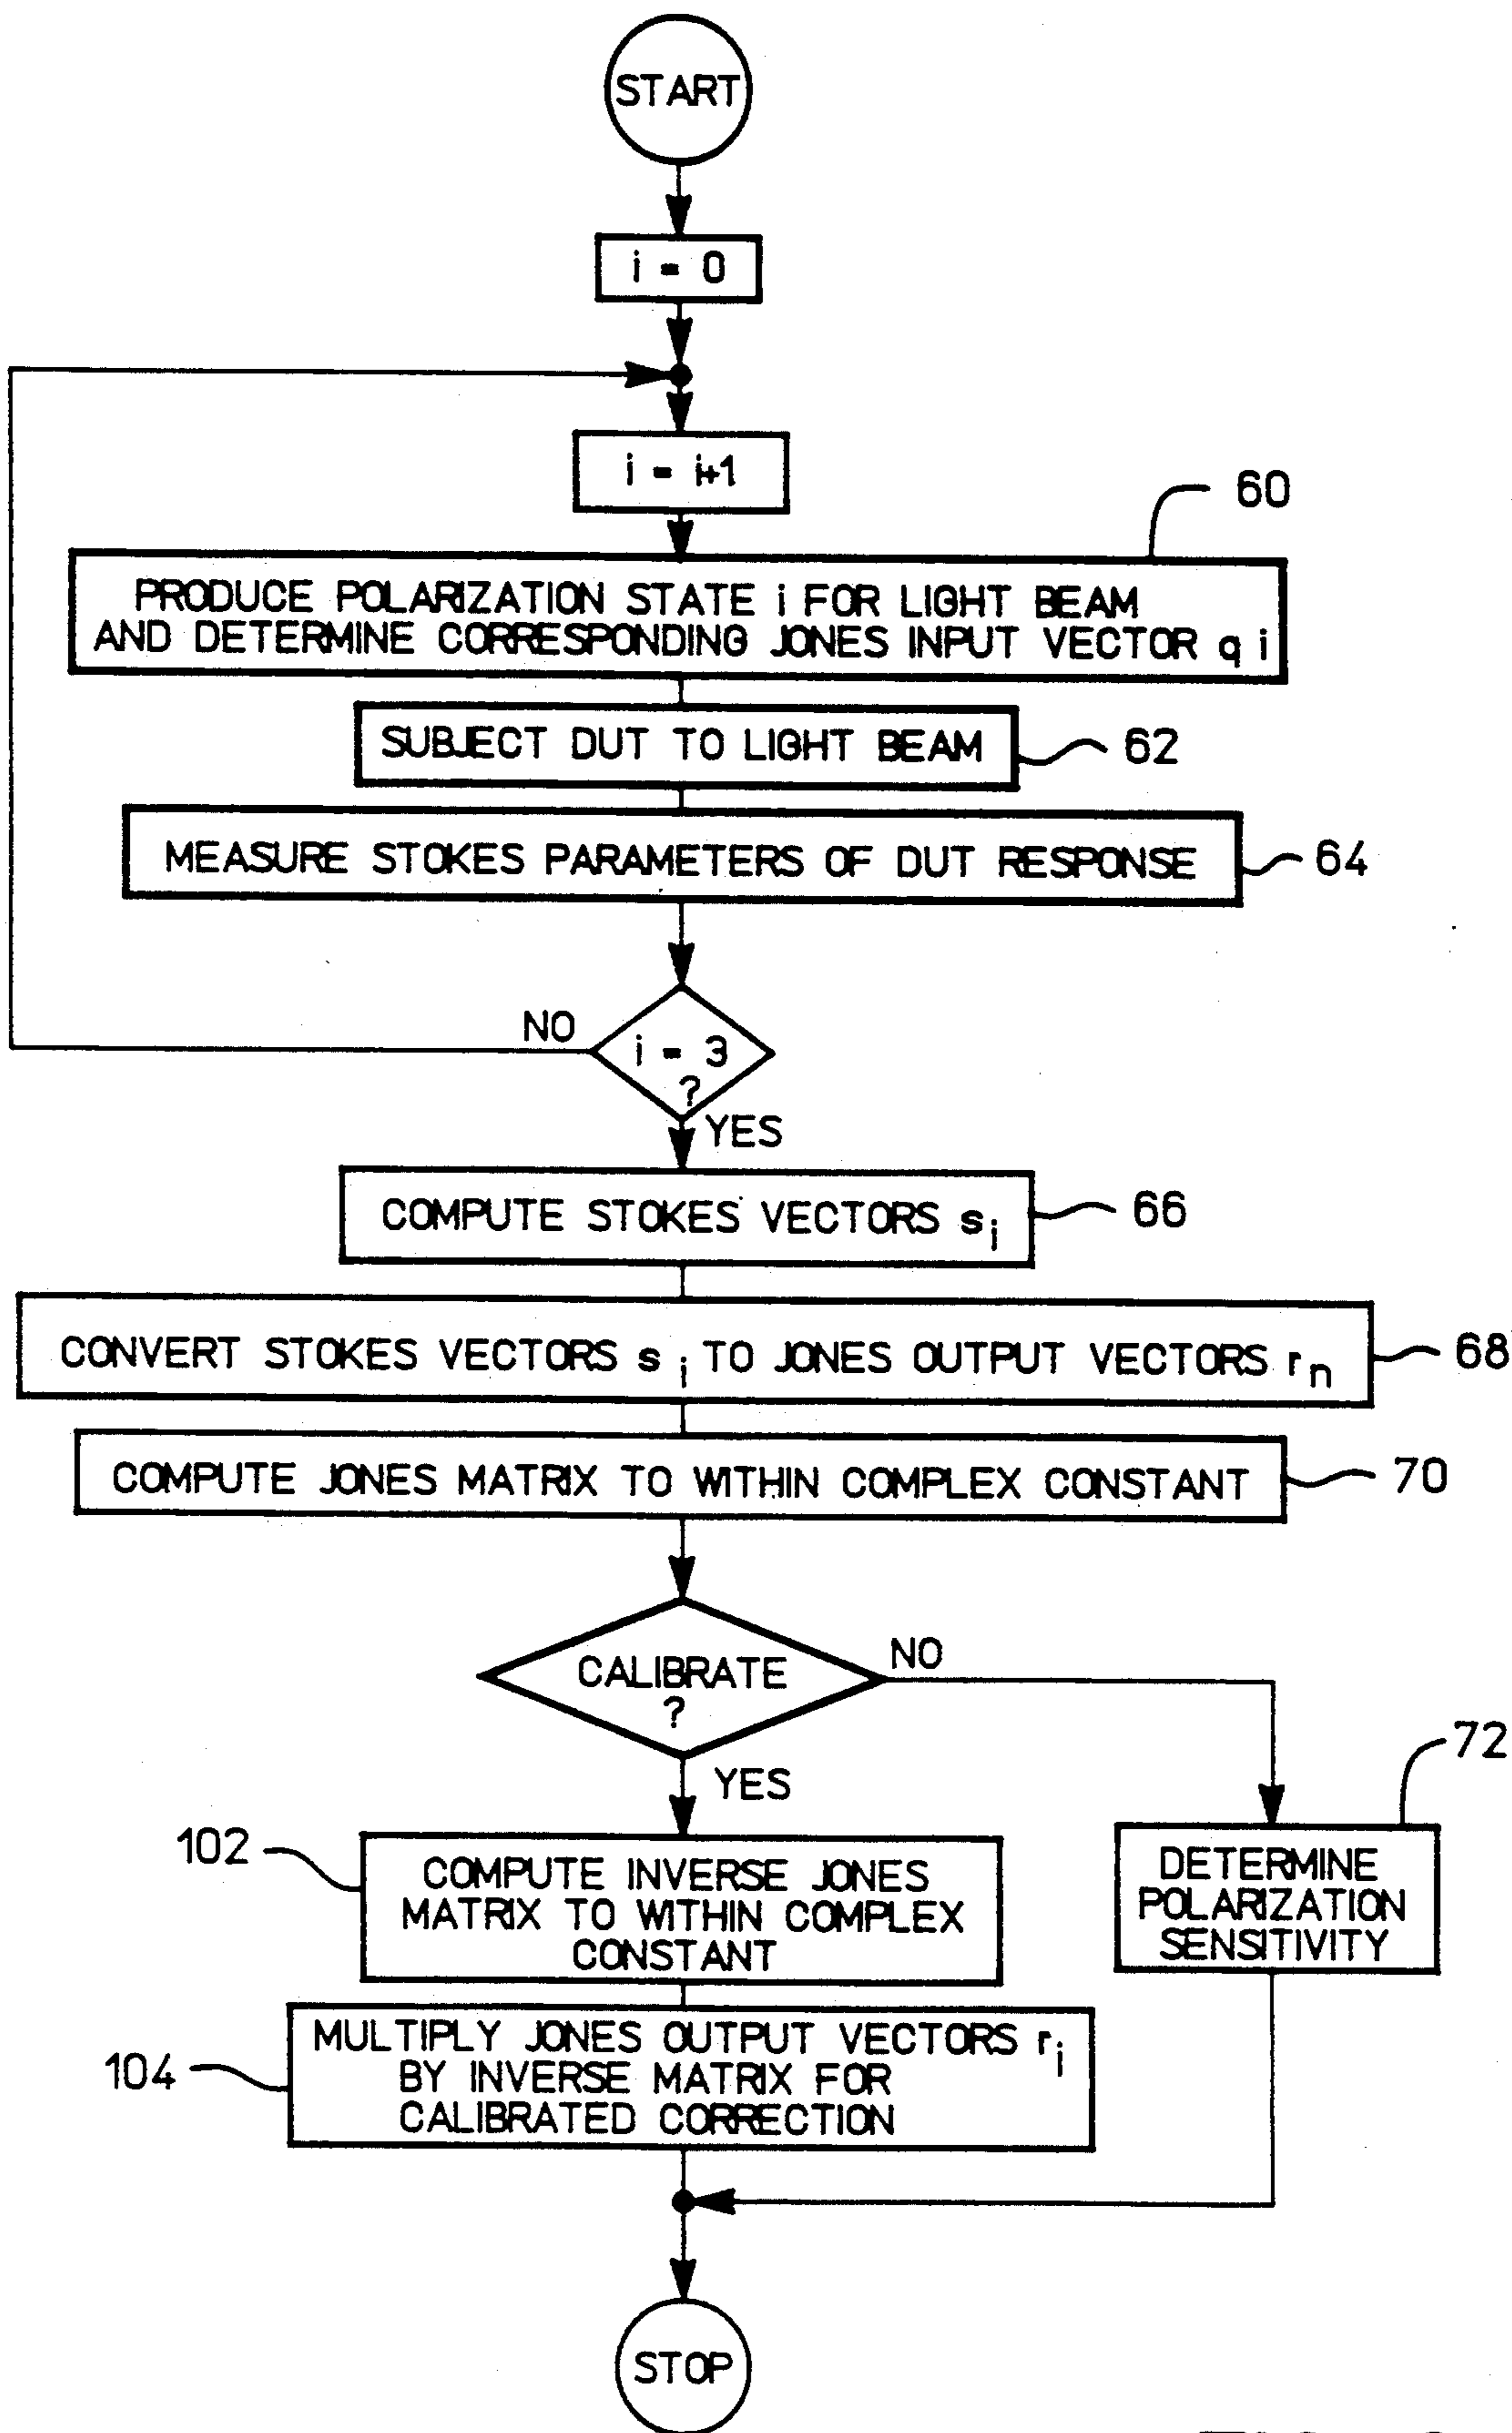 START
i = 0
i = i+1
60
PRODUCE POLARIZATION STATE i FOR LIGHT BEAM
AND DETERMINE CORRESPONDING JONES INPUT VECTOR q i
SUBJECT DUT TO LIGHT BEAM
62
MEASURE STOKES PARAMETERS OF DUT RESPONSE
64
NO
i = 3
?
YES
COMPUTE STOKES VECTORS s i
66
CONVERT STOKES VECTORS s i TO JONES OUTPUT VECTORS r n
68
COMPUTE JONES MATRIX TO WITHIN COMPLEX CONSTANT
70
CALIBRATE
?
NO
YES
72
102
COMPUTE INVERSE JONES
MATRIX TO WITHIN COMPLEX
CONSTANT
DETERMINE
POLARIZATION
SENSITIVITY
104
MULTIPLY JONES OUTPUT VECTORS r i
BY INVERSE MATRIX FOR
CALIBRATED CORRECTION
STOP